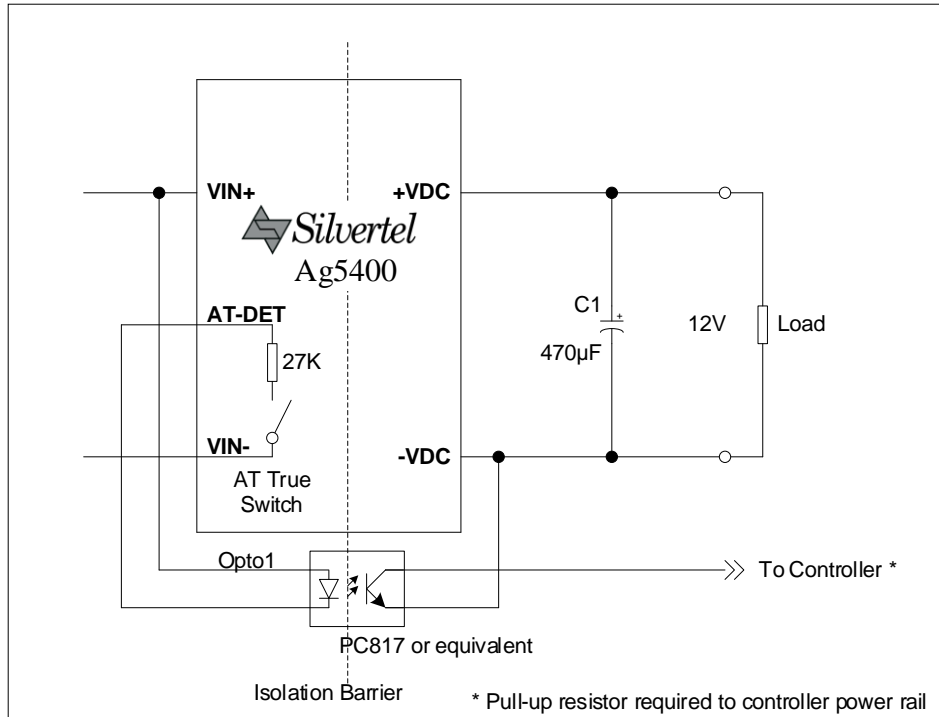 VIN+
+VDC
Silvertel
Ag5400
AT-DET
27K
C1
+
470µF
12V
Load
VIN-
-VDC
AT True
Switch
Opto1
To Controller *
PC817 or equivalent
Isolation Barrier
* Pull-up resistor required to controller power rail